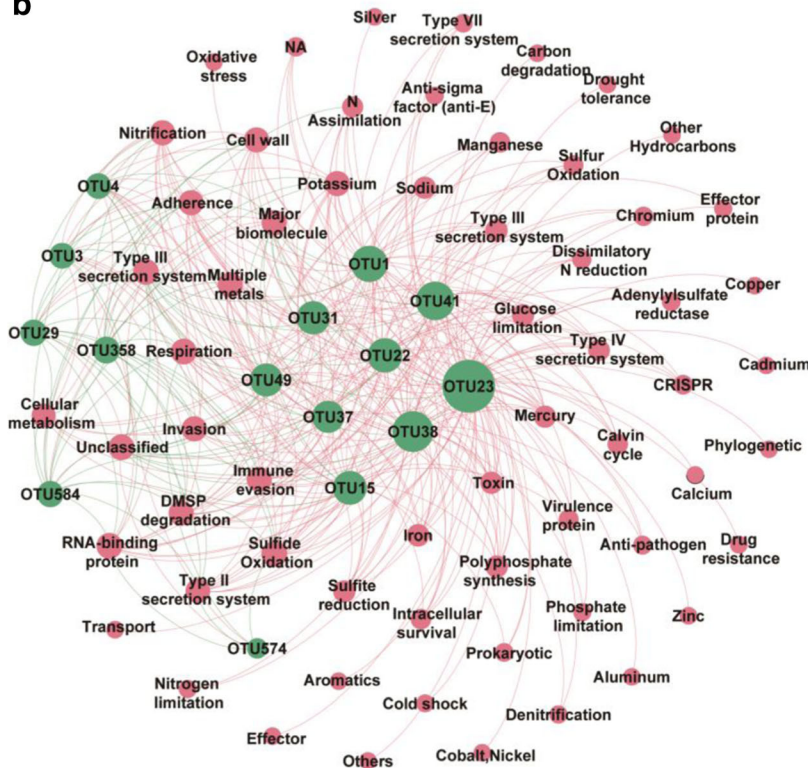 b
Silver
Type VII
secretion system
NA
Oxidative
stress
Carbon
degradation
Drought
tolerance
N
Assimilation
Anti-sigma
factor (anti-E)
Nitrification
Cell wall
Manganese
Other
Hydrocarbons
Sulfur
Oxidation
OTU4
Potassium
Sodium
Adherence
Major
biomolecule
Type III
secretion system
Chromium
Effector
protein
OTU3
Type III
secretion system
Multiple
metals
OTU1
Dissimilatory
N reduction
Copper
OTU41
Adenylylsulfate
reductase
OTU31
Glucose
limitation
OTU29
OTU358
Respiration
OTU22
Type IV
secretion system
Cadmium
OTU49
OTU23
CRISPR
Cellular
metabolism
Invasion
OTU37
Mercury
OTU38
Unclassified
Calvin
cycle
Phylogenetic
Immune
evasion
OTU584
OTU15
Toxin
Calcium
DMSP
degradation
Virulence
protein
RNA-binding
protein
Sulfide
Oxidation
Iron
Anti-pathogen
Drug
resistance
Polyphosphate
synthesis
Type II
secretion system
Sulfite
reduction
Intracellular
survival
Phosphate
limitation
Zinc
Transport
OTU574
Prokaryotic
Nitrogen
limitation
Aromatics
Aluminum
Cold shock
Denitrification
Effector
Others
Cobalt,Nickel